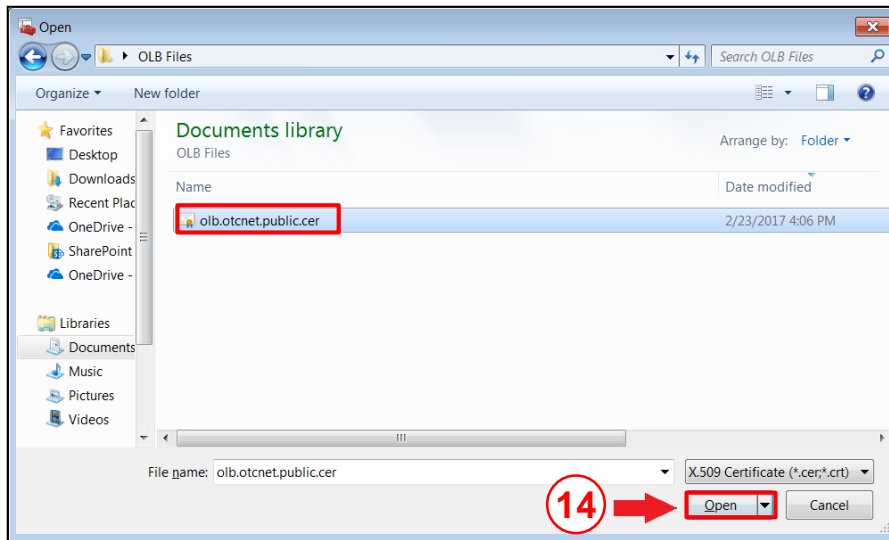 Open
OLB Files
Search OLB Files
Organize
New folder
Favorites
Desktop
Downloads
Recent Plac
OneDrive -
SharePoint
OneDrive -
Libraries
Documents
Music
Pictures
Videos
Documents library
OLB Files
Arrange by: Folder
Name
Date modified
olb.otcnet.public.cer
2/23/2017 4:06 PM
File name: olb.otcnet.public.cer
X.509 Certificate (*.cer;*.crt)
14
Open
Cancel